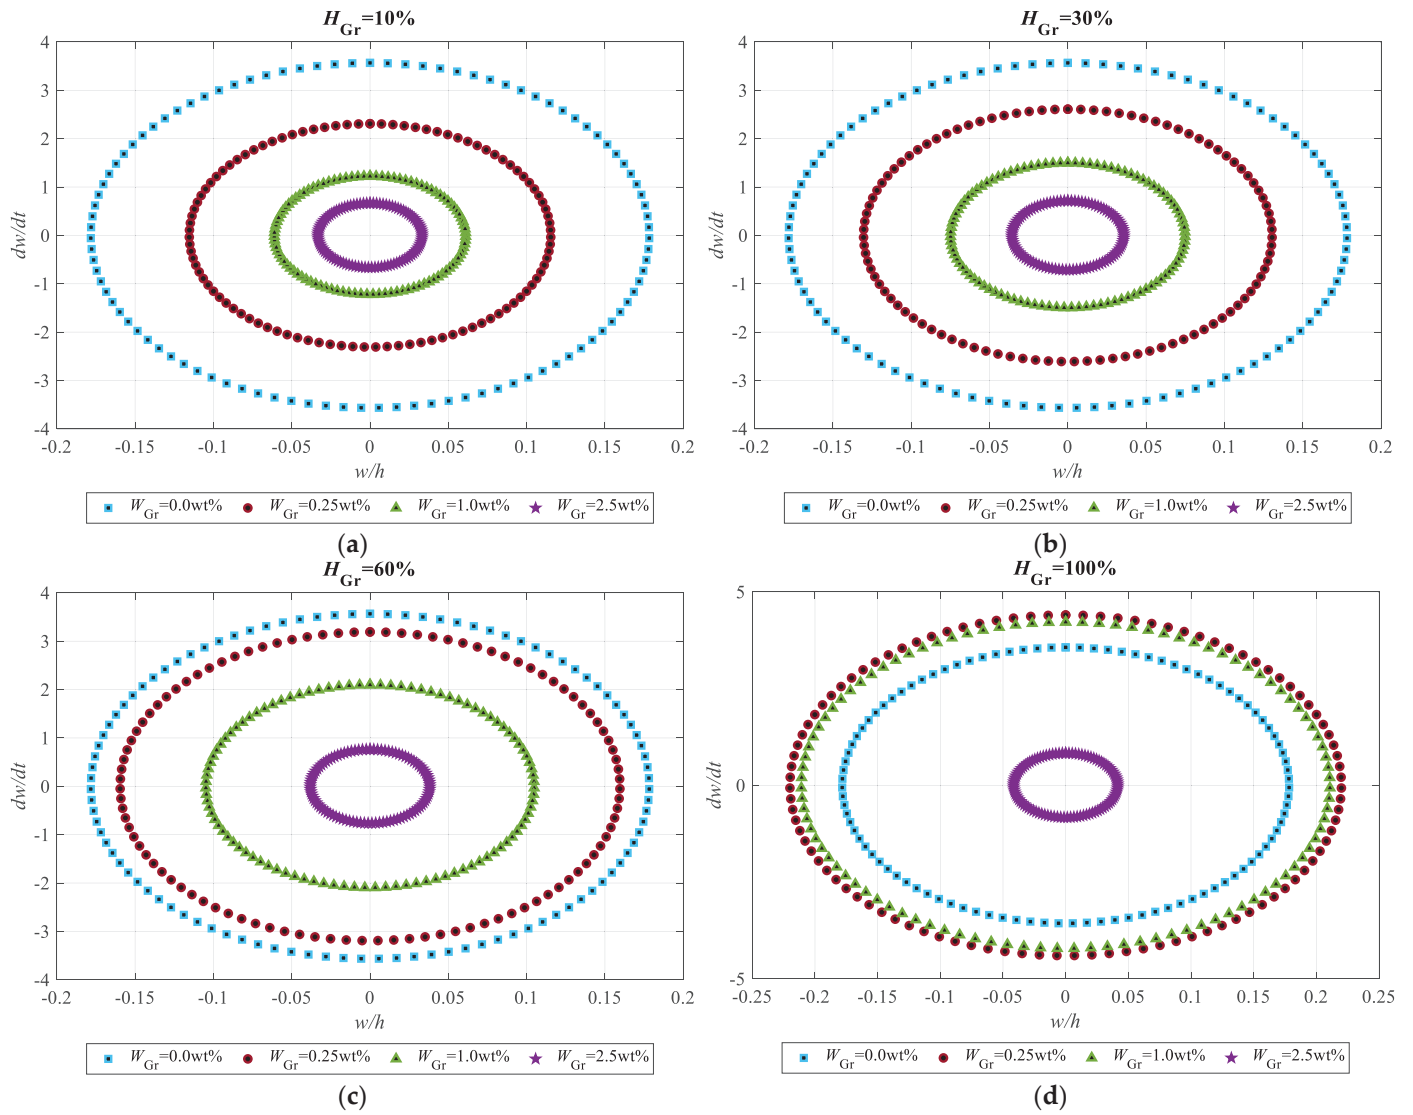 H_Gr=10%
4
3
2
1
0
-1
-2
-3
-4
dw/dt
-0.2 -0.15 -0.1 -0.05 0 0.05 0.1 0.15 0.2
w/h
W_Gr=0.0wt% W_Gr=0.25wt% W_Gr=1.0wt% W_Gr=2.5wt%
(a)
H_Gr=30%
4
3
2
1
0
-1
-2
-3
-4
dw/dt
-0.2 -0.15 -0.1 -0.05 0 0.05 0.1 0.15 0.2
w/h
W_Gr=0.0wt% W_Gr=0.25wt% W_Gr=1.0wt% W_Gr=2.5wt%
(b)
H_Gr=60%
4
3
2
1
0
-1
-2
-3
-4
dw/dt
-0.2 -0.15 -0.1 -0.05 0 0.05 0.1 0.15 0.2
w/h
W_Gr=0.0wt% W_Gr=0.25wt% W_Gr=1.0wt% W_Gr=2.5wt%
(c)
H_Gr=100%
5
0
-5
dw/dt
-0.25 -0.2 -0.15 -0.1 -0.05 0 0.05 0.1 0.15 0.2 0.25
w/h
W_Gr=0.0wt% W_Gr=0.25wt% W_Gr=1.0wt% W_Gr=2.5wt%
(d)